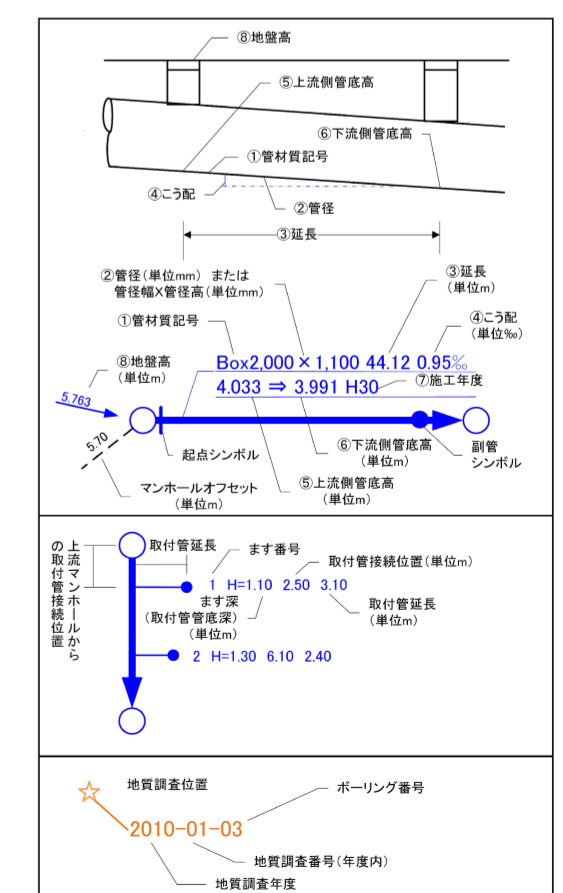 ⑧地盤高
⑤上流側管底高
⑥下流側管底高
①管材質記号
④こう配
②管径
③延長
②管径(単位mm) または
管径幅X管径高(単位mm)
③延長
(単位m)
①管材質記号
④こう配
(単位‰)
⑧地盤高
(単位m)
Box2,000×1,100 44.12 0.95‰
4.033 ⇒ 3.991 H30
⑦施工年度
5.763
5.70
起点シンボル
⑥下流側管底高
(単位m)
副管
シンボル
マンホールオフセット
(単位m)
⑤上流側管底高
(単位m)
上流マンホールから
の取付管接続位置
取付管延長
ます番号
取付管接続位置(単位m)
1 H=1.10 2.50 3.10
ます深
(取付管管底深)
(単位m)
取付管延長
(単位m)
2 H=1.30 6.10 2.40
地質調査位置
ボーリング番号
2010-01-03
地質調査番号(年度内)
地質調査年度